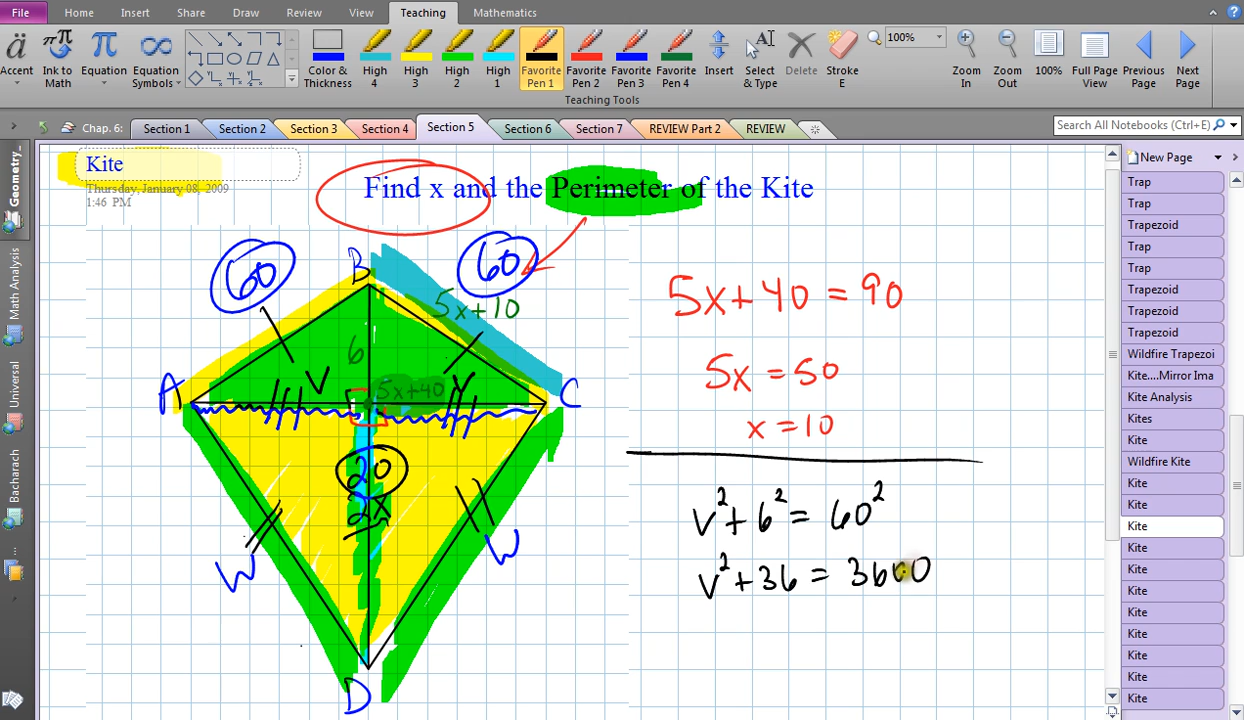 File
Home
Insert
Share
Draw
Review
View
Teaching
Mathematics
ä
Accent
Ink to
Math
π
Equation
∞
Equation
Symbols
Color &
Thickness
High
4
High
3
High
2
High
1
Favorite
Pen 1
Favorite
Pen 2
Favorite
Pen 3
Favorite
Pen 4
Insert
Select
& Type
Delete
Stroke
E
100%
Zoom
In
Zoom
Out
100%
Full Page
View
Previous
Page
Next
Page
Teaching Tools
Chap. 6:
Section 1
Section 2
Section 3
Section 4
Section 5
Section 6
Section 7
REVIEW Part 2
REVIEW
Search All Notebooks (Ctrl+E)
Geometry_
Math Analysis
Universal
Bacharach
Kite
Thursday, January 08, 2009
1:46 PM
Find x and the Perimeter of the Kite
60
B
60
5x+10
6
A
V
5x+40
Y
C
20
2x
W
W
D
5x+40 = 90
5x = 50
x = 10
v² + 6² = 60²
v² + 36 = 3600
New Page
Trap
Trap
Trapezoid
Trap
Trap
Trapezoid
Trapezoid
Trapezoid
Wildfire Trapezoi
Kite....Mirror Ima
Kite Analysis
Kites
Kite
Wildfire Kite
Kite
Kite
Kite
Kite
Kite
Kite
Kite
Kite
Kite
Kite
Kite